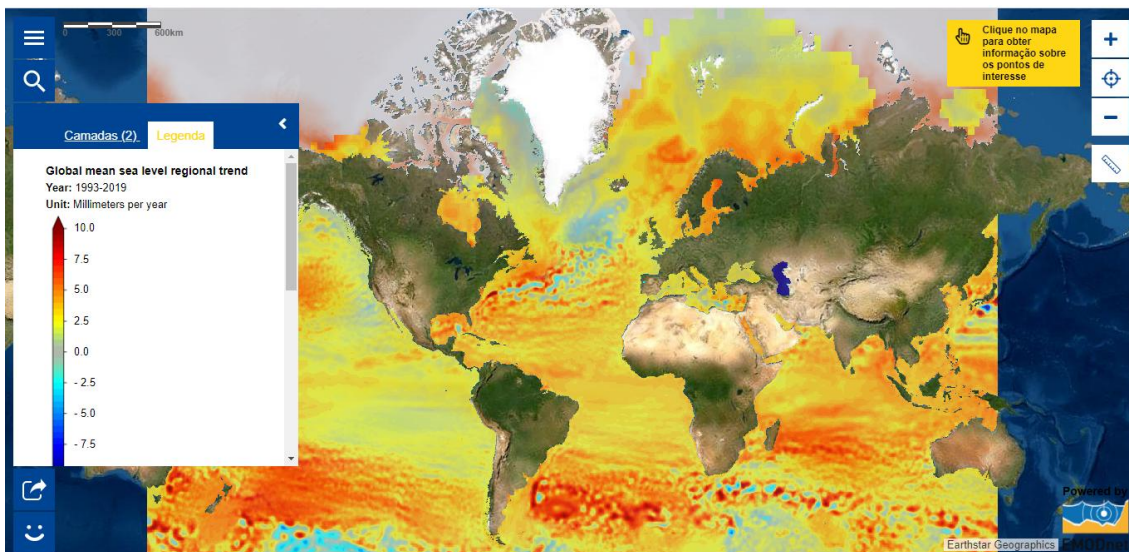 0 300 600km
Clique no mapa
para obter
informação sobre
os pontos de
interesse
Camadas (2)
Legenda
Global mean sea level regional trend
Year: 1993-2019
Unit: Millimeters per year
10.0
7.5
5.0
2.5
0.0
- 2.5
- 5.0
- 7.5
Powered by
EMODnet
Earthstar Geographics